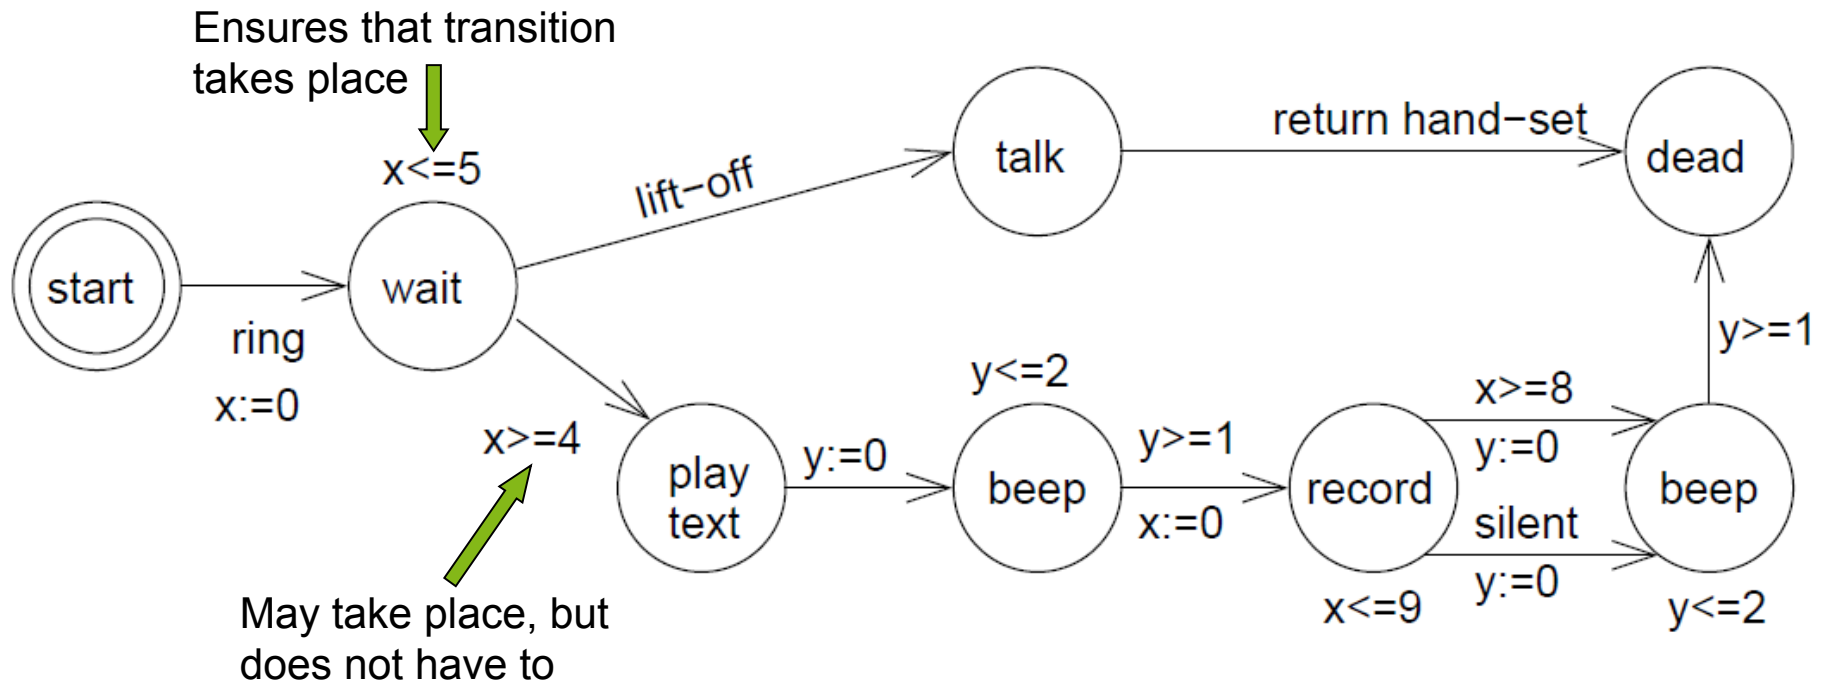 Ensures that transition
takes place
x<=5
lift−off
talk
return hand−set
dead
start
ring
x:=0
wait
x>=4
play
text
y:=0
y<=2
beep
y>=1
x:=0
record
x<=9
x>=8
y:=0
silent
y:=0
beep
y<=2
y>=1
May take place, but
does not have to